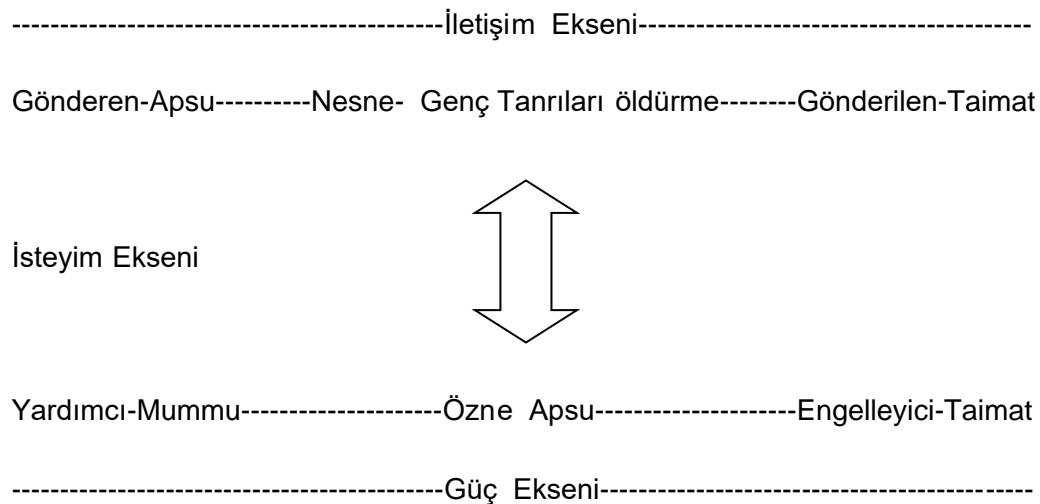 -------------------------------------------İletişim Ekseni---------------------------------------
Gönderen-Apsu----------Nesne- Genç Tanrıları öldürme--------Gönderilen-Taimat
İsteyim Ekseni
Yardımcı-Mummu--------------------Özne Apsu--------------------Engelleyici-Taimat
-------------------------------------------Güç Ekseni-------------------------------------------